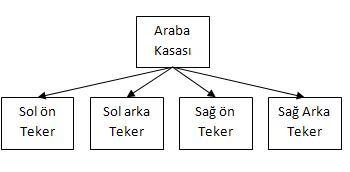 Araba
Kasası
Sol ön
Teker
Sol arka
Teker
Sağ ön
Teker
Sağ Arka
Teker